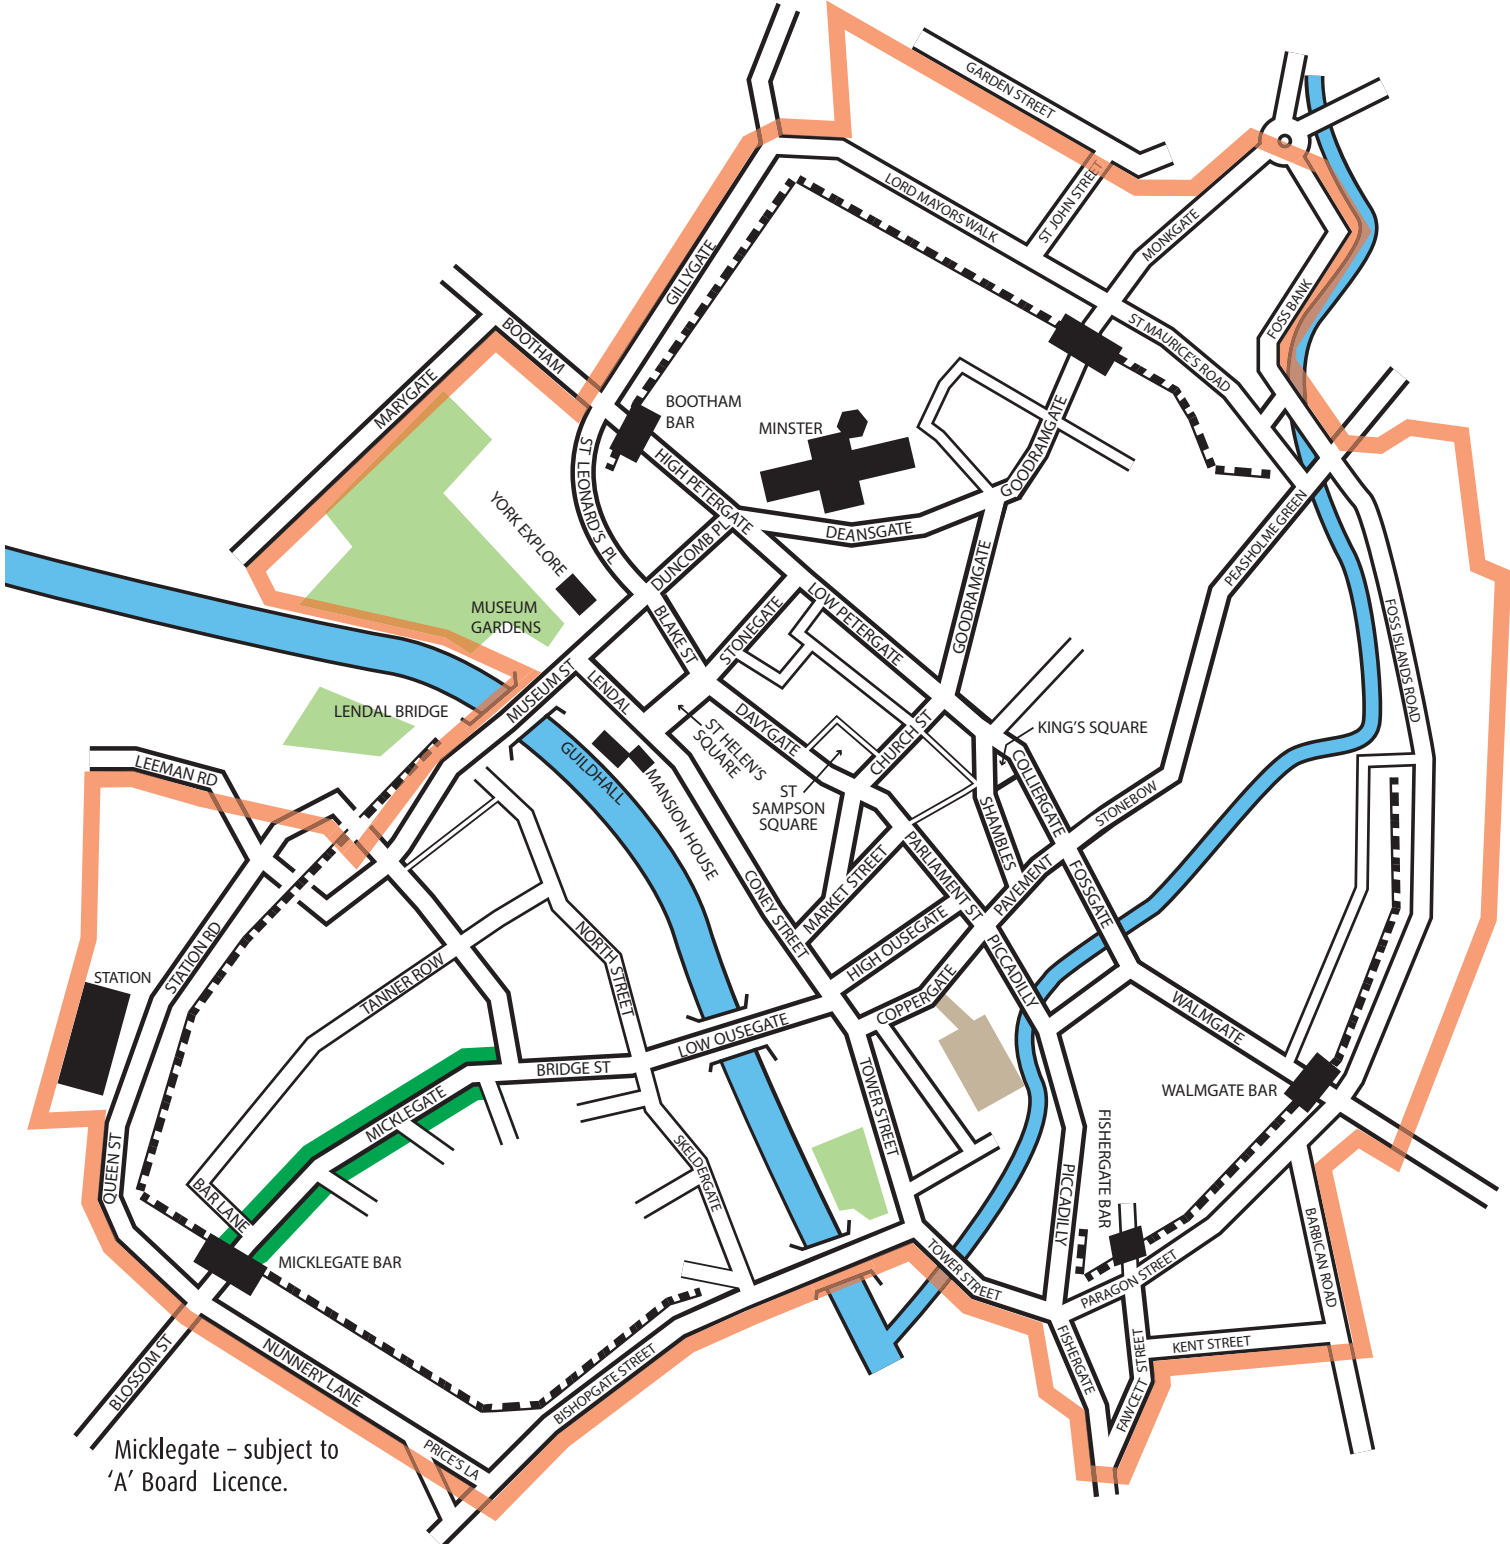 GARDEN STREET
LORD MAYORS WALK
ST JOHN STREET
MONKGATE
GILLYGATE
FOSS BANK
BOOTHAM
ST MAURICE'S ROAD
MARYGATE
BOOTHAM
BAR
MINSTER
GOODRAMGATE
ST LEONARD'S PL
HIGH PETERGATE
YORK EXPLORE
DEANSGATE
PEASHOLME GREEN
DUNCOMB PL
MUSEUM
GARDENS
BLAKE ST
STONEGATE
LOW PETERGATE
GOODRAMGATE
FOSS ISLANDS ROAD
MUSEUM ST
LENDAL
LENDAL BRIDGE
DAVYGATE
CHURCH ST
KING'S SQUARE
ST HELEN'S
SQUARE
GUILDHALL
MANSION HOUSE
ST
SAMPSON
SQUARE
COLLIERGATE
LEEMAN RD
STONEBOW
SHAMBLES
PARLIAMENT ST
MARKET STREET
PAVEMENT
FOSSGATE
CONEY STREET
HIGH OUSEGATE
STATION RD
NORTH STREET
PICCADILLY
STATION
TANNER ROW
COPPERGATE
WALMGATE
LOW OUSEGATE
BRIDGE ST
WALMGATE BAR
TOWER STREET
MICKLEGATE
FISHERGATE BAR
SKELDERGATE
QUEEN ST
BAR LANE
PICCADILLY
BARBICAN ROAD
MICKLEGATE BAR
TOWER STREET
PARAGON STREET
KENT STREET
BLOSSOM ST
NUNNERY LANE
BISHOPGATE STREET
FISHERGATE
FAWCETT STREET
PRICE'S LA
Micklegate – subject to
‘A’ Board Licence.